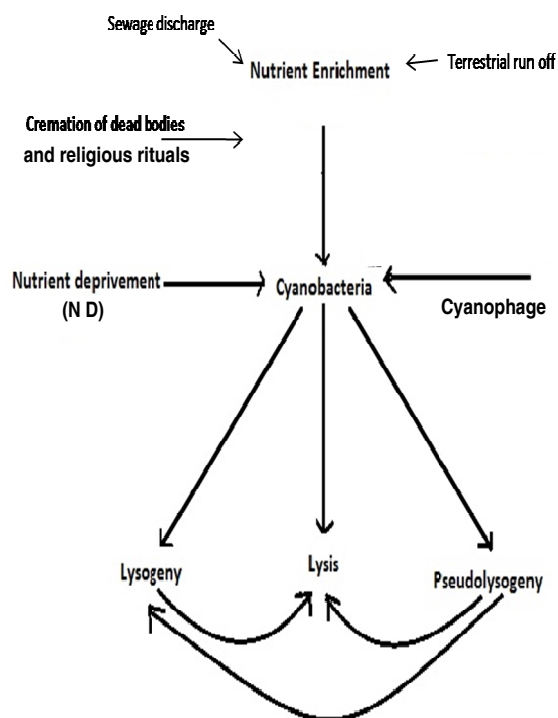 Sewage discharge
Nutrient Enrichment
Terrestrial run off
Cremation of dead bodies
and religious rituals
Nutrient deprivement
(N D)
Cyanobacteria
Cyanophage
Lysogeny
Lysis
Pseudolysogeny